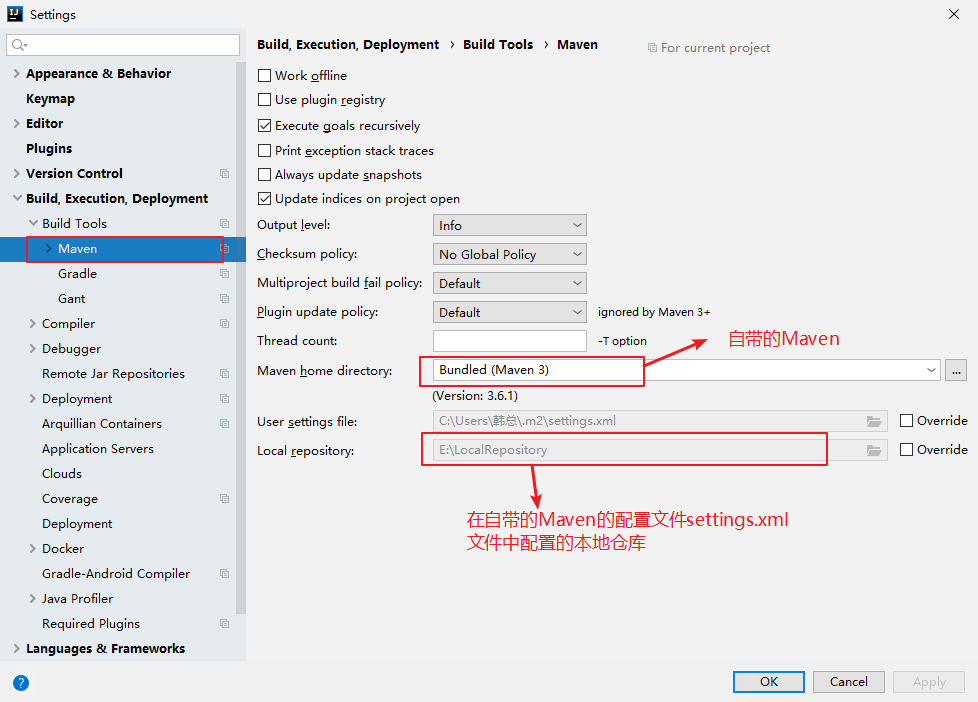 Settings
Build, Execution, Deployment › Build Tools › Maven
For current project
Appearance & Behavior
Keymap
Editor
Plugins
Version Control
Build, Execution, Deployment
Build Tools
Maven
Gradle
Gant
Compiler
Debugger
Remote Jar Repositories
Deployment
Arquillian Containers
Application Servers
Clouds
Coverage
Deployment
Docker
Gradle-Android Compiler
Java Profiler
Required Plugins
Languages & Frameworks
Work offline
Use plugin registry
Execute goals recursively
Print exception stack traces
Always update snapshots
Update indices on project open
Output level: Info
Checksum policy: No Global Policy
Multiproject build fail policy: Default
Plugin update policy: Default ignored by Maven 3+
Thread count: -T option
自带的Maven
Maven home directory: Bundled (Maven 3) ...
(Version: 3.6.1)
User settings file: C:\Users\韩总\.m2\settings.xml Override
Local repository: E:\LocalRepository Override
在自带的Maven的配置文件settings.xml
文件中配置的本地仓库
? OK Cancel Apply